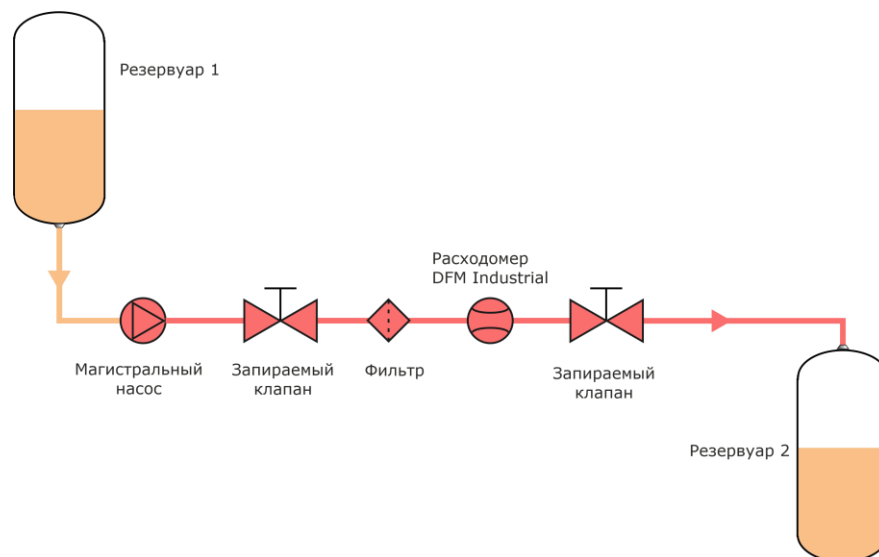 Резервуар 1
Расходомер
DFM Industrial
Магистральный
насос
Запираемый
клапан
Фильтр
Запираемый
клапан
Резервуар 2